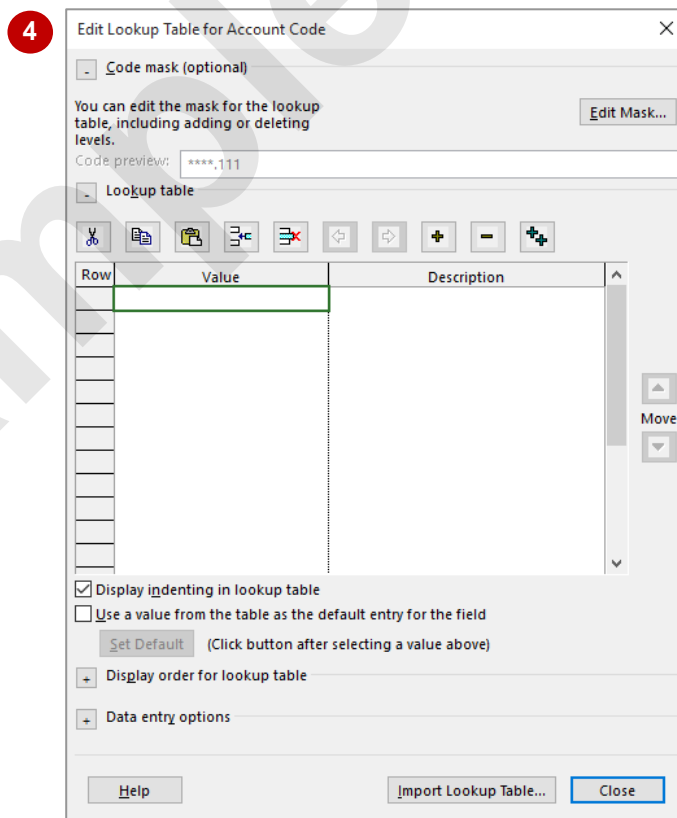 4
Edit Lookup Table for Account Code
- Code mask (optional)
You can edit the mask for the lookup
table, including adding or deleting
levels.
Edit Mask...
Code preview: ****.111
- Lookup table
Row Value Description
Move
Display indenting in lookup table
Use a value from the table as the default entry for the field
Set Default (Click button after selecting a value above)
+ Display order for lookup table
+ Data entry options
Help Import Lookup Table... Close